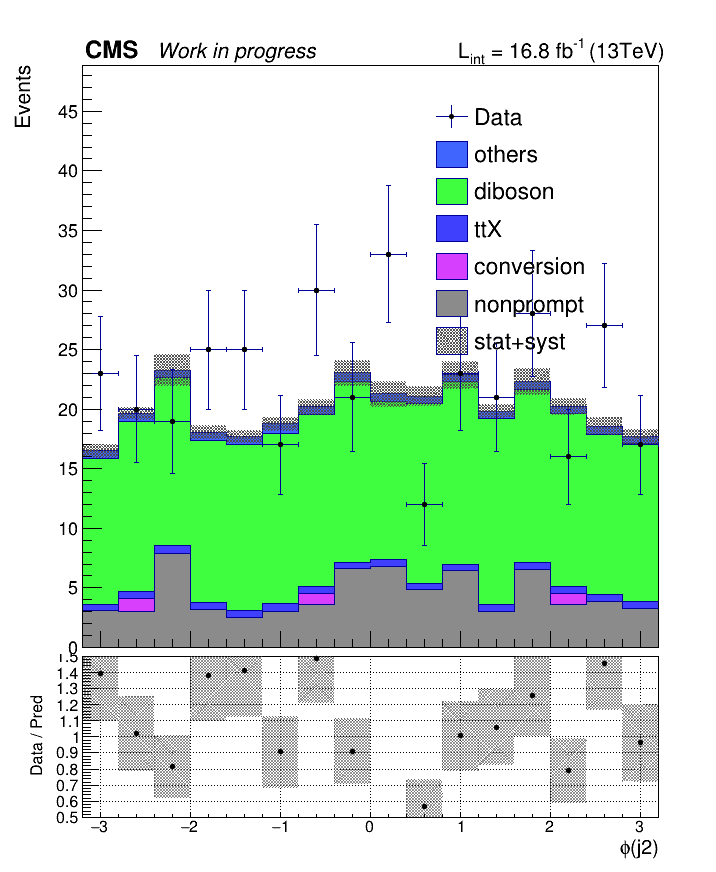 CMS Work in progress L_int = 16.8 fb^-1 (13TeV)
Events
45
40
35
30
25
20
15
10
5
0
Data
others
diboson
ttX
conversion
nonprompt
stat+syst
Data / Pred
1.5
1.4
1.3
1.2
1.1
1
0.9
0.8
0.7
0.6
0.5
−3 −2 −1 0 1 2 3
ϕ(j2)